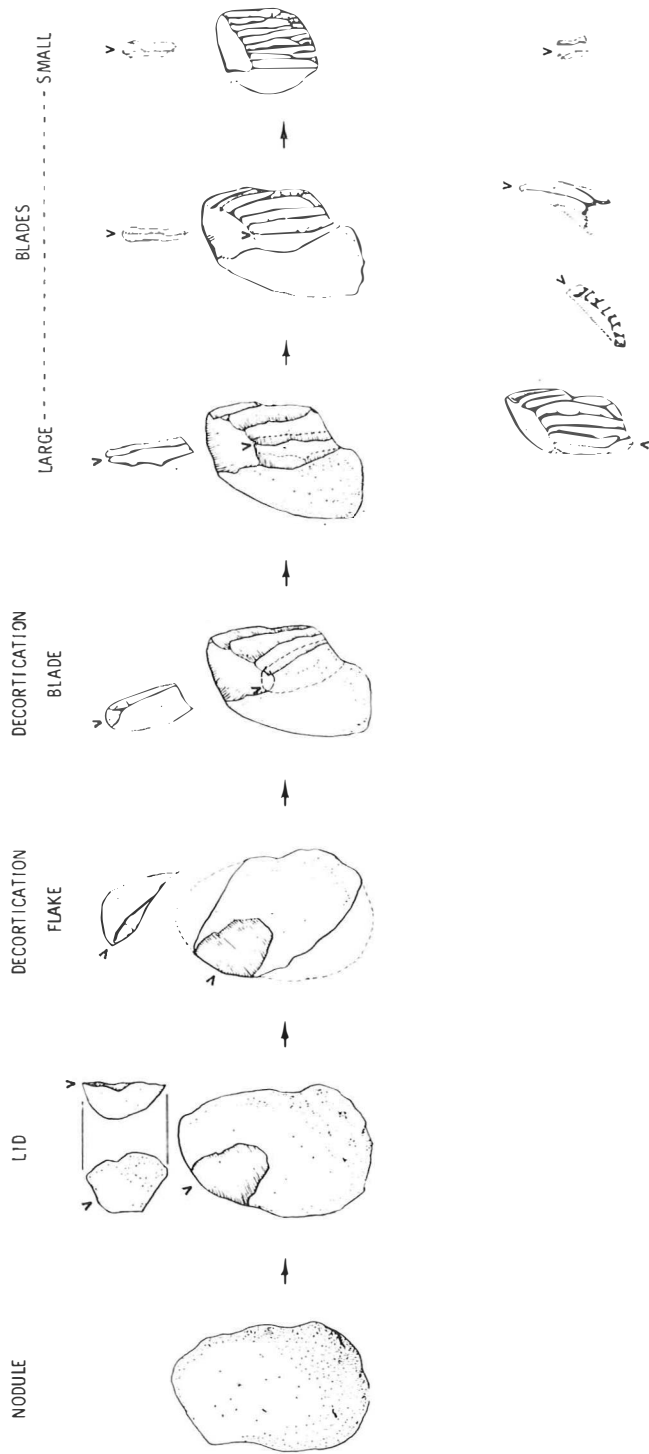 NODULE
LID
DECORTICATION
FLAKE
DECORTICATION
BLADE
BLADES
LARGE --------------- SMALL